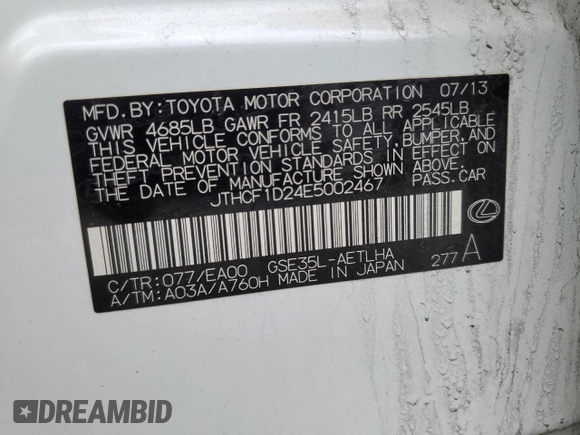 MFD.BY:TOYOTA MOTOR CORPORATION 07/13
GVWR 4685LB GAWR FR 2415LB RR 2545LB
THIS VEHICLE CONFORMS TO ALL APPLICABLE
FEDERAL MOTOR VEHICLE SAFETY,BUMPER,AND
THEFT PREVENTION STANDARDS IN EFFECT ON
THE DATE OF MANUFACTURE SHOWN ABOVE.
JTHCF1D24E5002467 PASS.CAR
C/TR:077/EA00 GSE35L-AETLHA
A/TM:A03A/A760H MADE IN JAPAN 277 A
DREAMBID